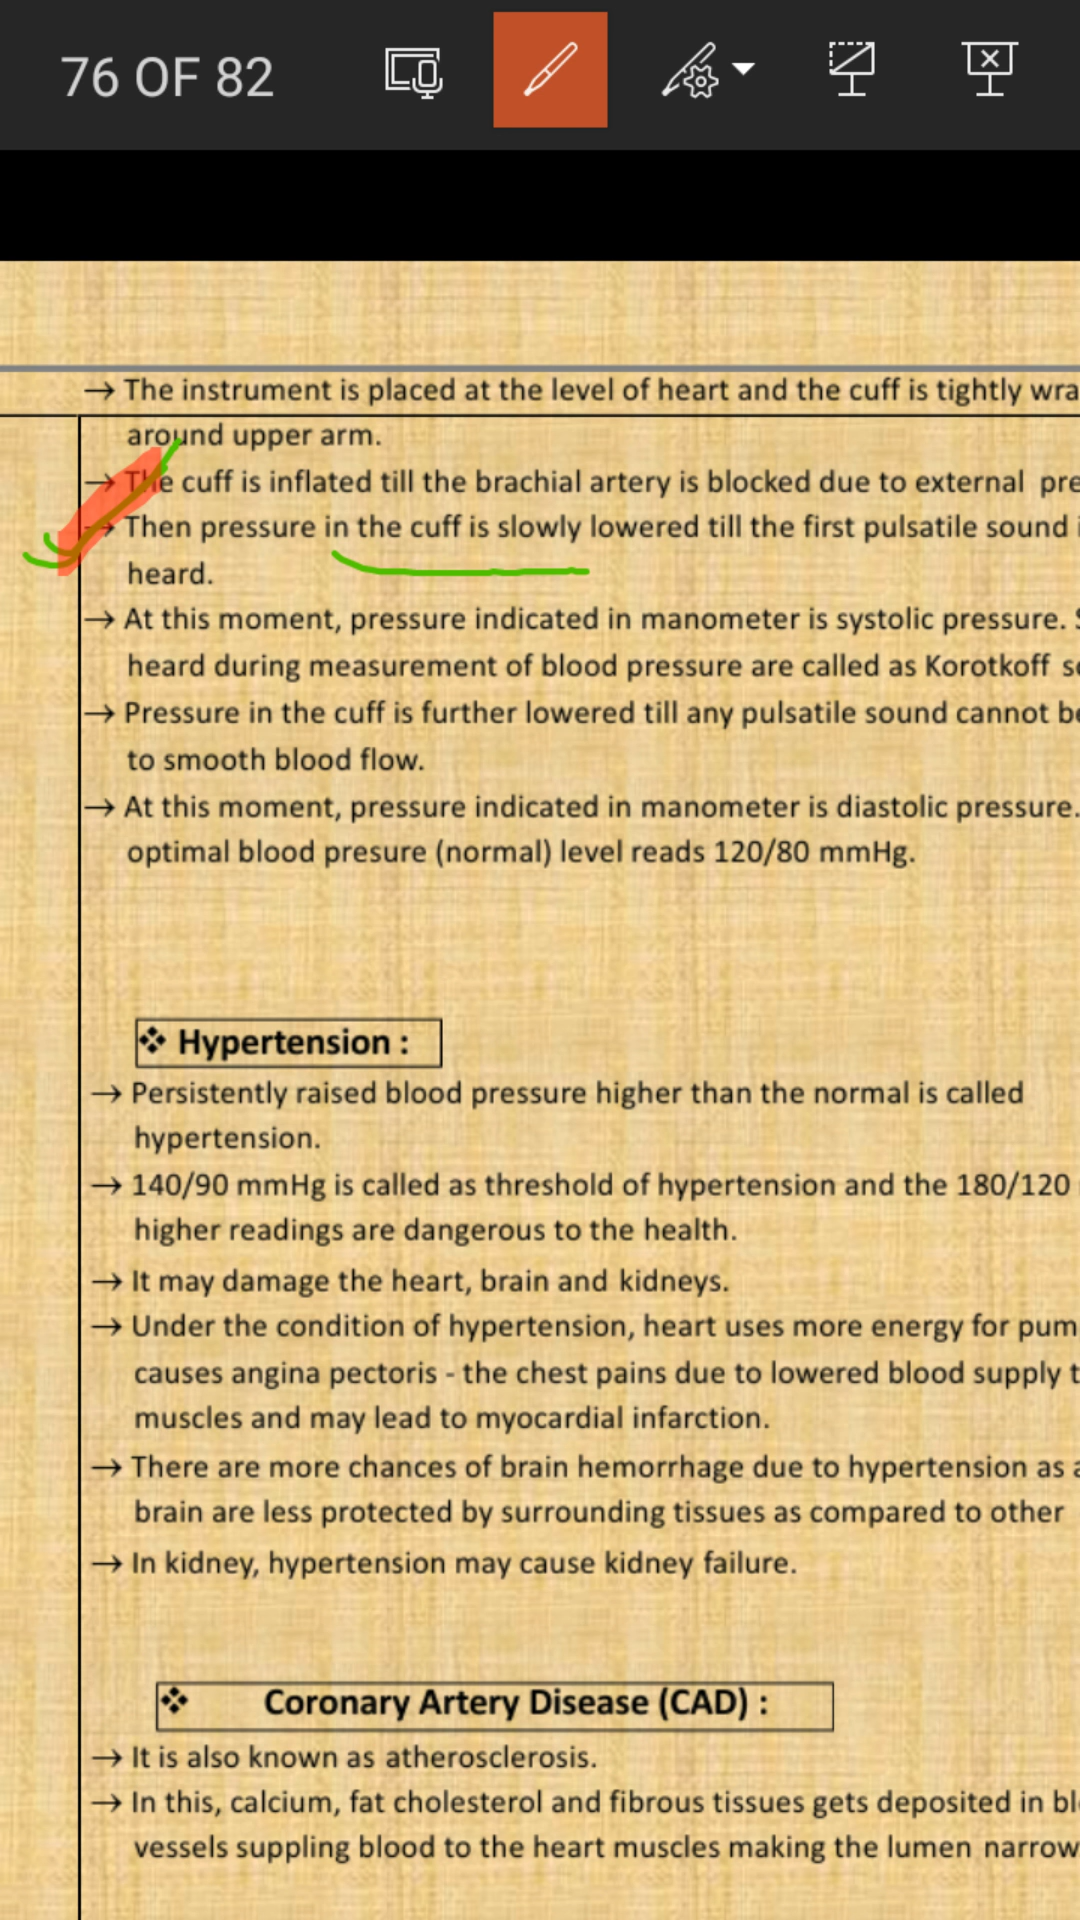 76 OF 82
→ The instrument is placed at the level of heart and the cuff is tightly wra
around upper arm.
→ The cuff is inflated till the brachial artery is blocked due to external pre
→ Then pressure in the cuff is slowly lowered till the first pulsatile sound i
heard.
→ At this moment, pressure indicated in manometer is systolic pressure. S
heard during measurement of blood pressure are called as Korotkoff so
→ Pressure in the cuff is further lowered till any pulsatile sound cannot be
to smooth blood flow.
→ At this moment, pressure indicated in manometer is diastolic pressure.
optimal blood presure (normal) level reads 120/80 mmHg.
❖ Hypertension :
→ Persistently raised blood pressure higher than the normal is called
hypertension.
→ 140/90 mmHg is called as threshold of hypertension and the 180/120
higher readings are dangerous to the health.
→ It may damage the heart, brain and kidneys.
→ Under the condition of hypertension, heart uses more energy for pum
causes angina pectoris - the chest pains due to lowered blood supply t
muscles and may lead to myocardial infarction.
→ There are more chances of brain hemorrhage due to hypertension as a
brain are less protected by surrounding tissues as compared to other
→ In kidney, hypertension may cause kidney failure.
❖ Coronary Artery Disease (CAD) :
→ It is also known as atherosclerosis.
→ In this, calcium, fat cholesterol and fibrous tissues gets deposited in bl
vessels suppling blood to the heart muscles making the lumen narrow